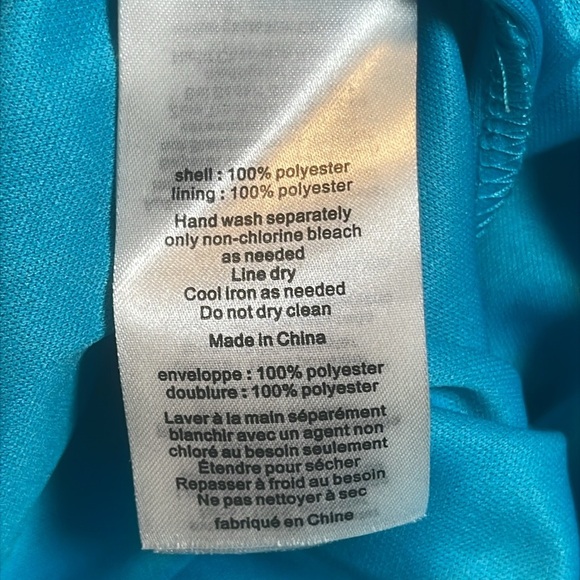 shell : 100% polyester
lining : 100% polyester
Hand wash separately
only non-chlorine bleach
as needed
Line dry
Cool Iron as needed
Do not dry clean
Made in China
enveloppe : 100% polyester
doublure : 100% polyester
Laver à la main séparément
blanchir avec un agent non
chloré au besoin seulement
Étendre pour sécher
Repasser à froid au besoin
Ne pas nettoyer à sec
fabriqué en Chine